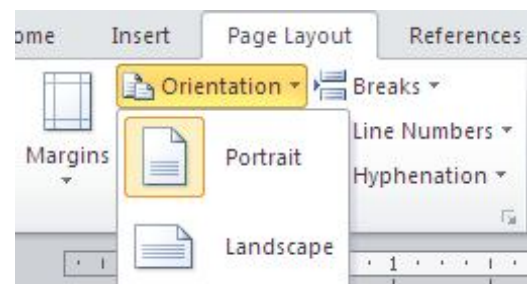 ome Insert Page Layout References
Orientation Breaks
Margins Portrait Line Numbers
Hyphenation
Landscape
1